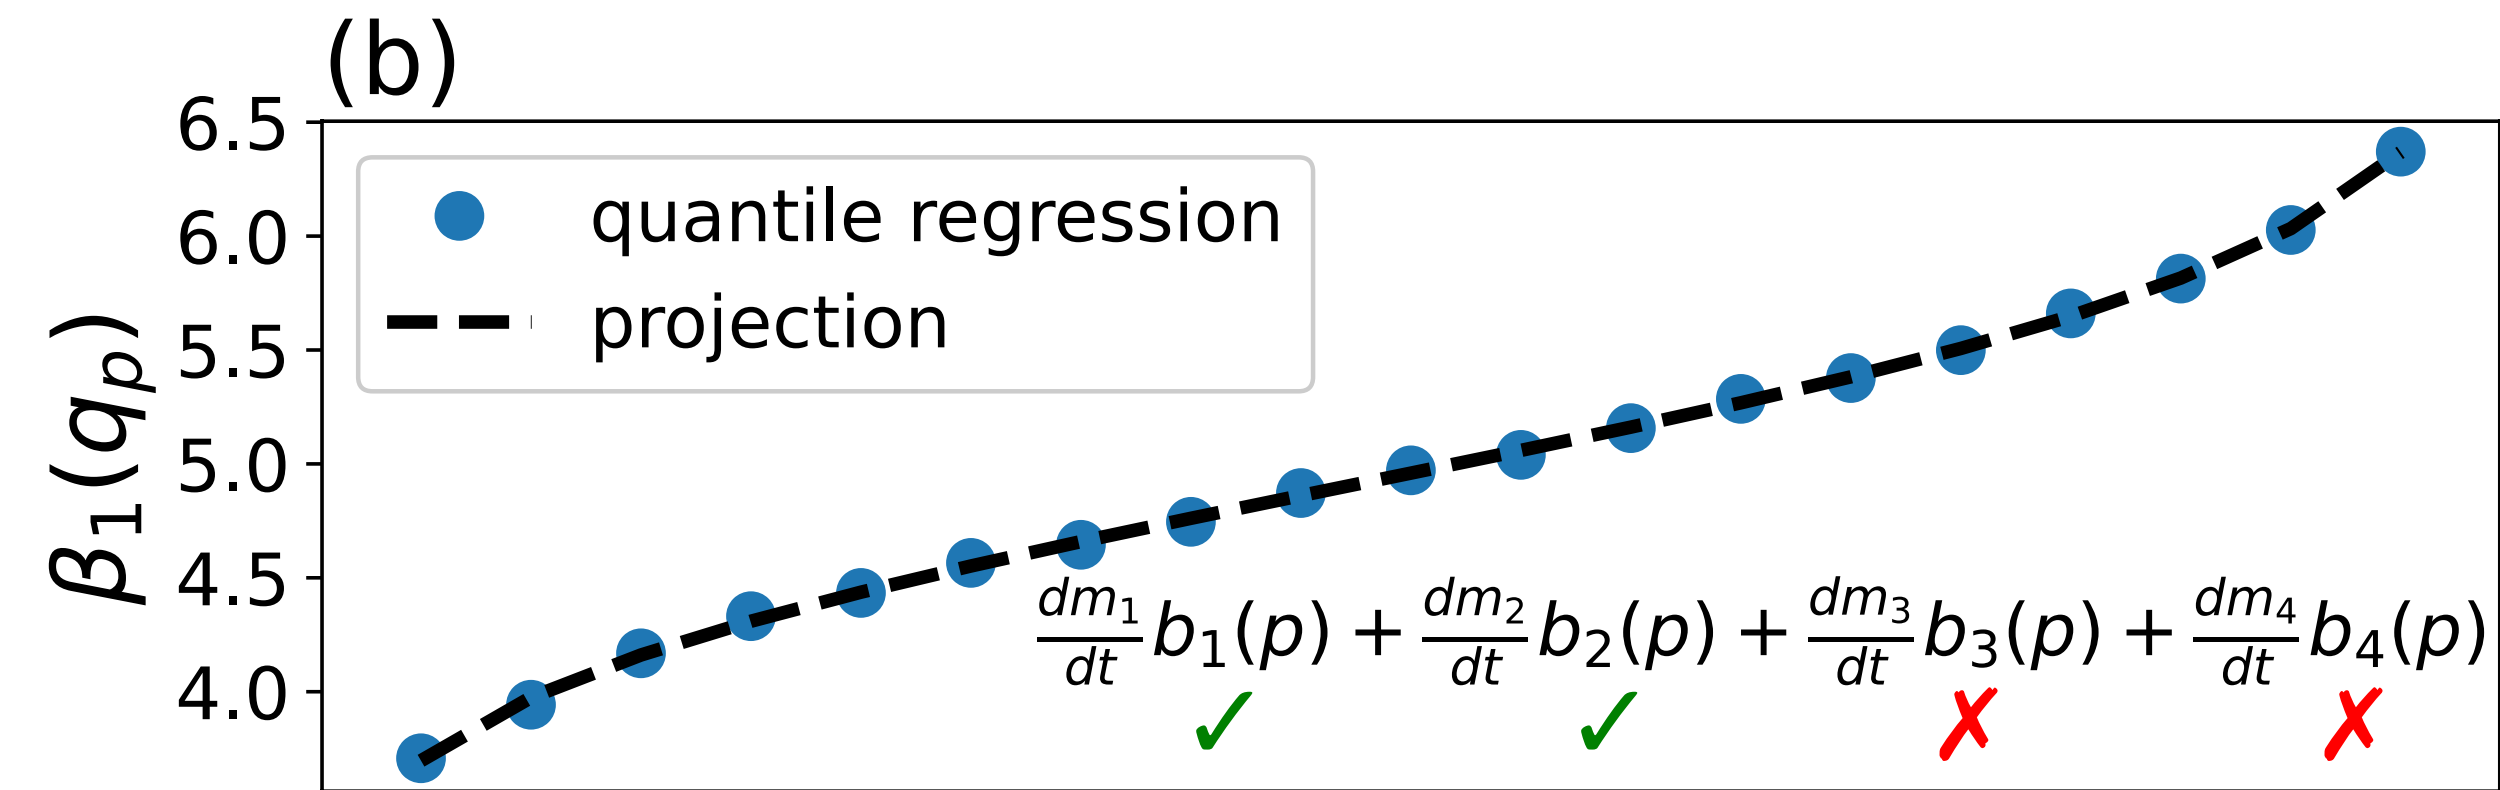 (b)
6.5
6.0
5.5
5.0
4.5
4.0
β₁(qₚ)
quantile regression
projection
dm₁/dt b₁(p) + dm₂/dt b₂(p) + dm₃/dt b₃(p) + dm₄/dt b₄(p)
✓ ✓ ✗ ✗